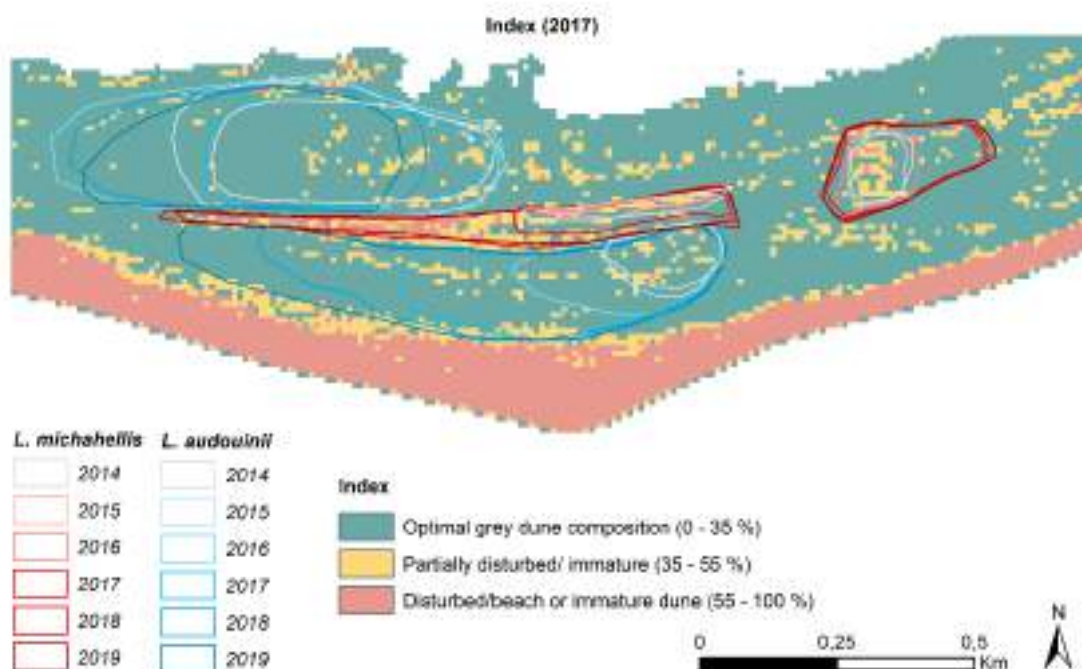 Index (2017)
L. michahellis L. audouinii
2014 2014
2015 2015
2016 2016
2017 2017
2018 2018
2019 2019
Index
Optimal grey dune composition (0 - 35 %)
Partially disturbed/ immature (35 - 55 %)
Disturbed/beach or immature dune (55 - 100 %)
N
0 0,25 0,5
Km